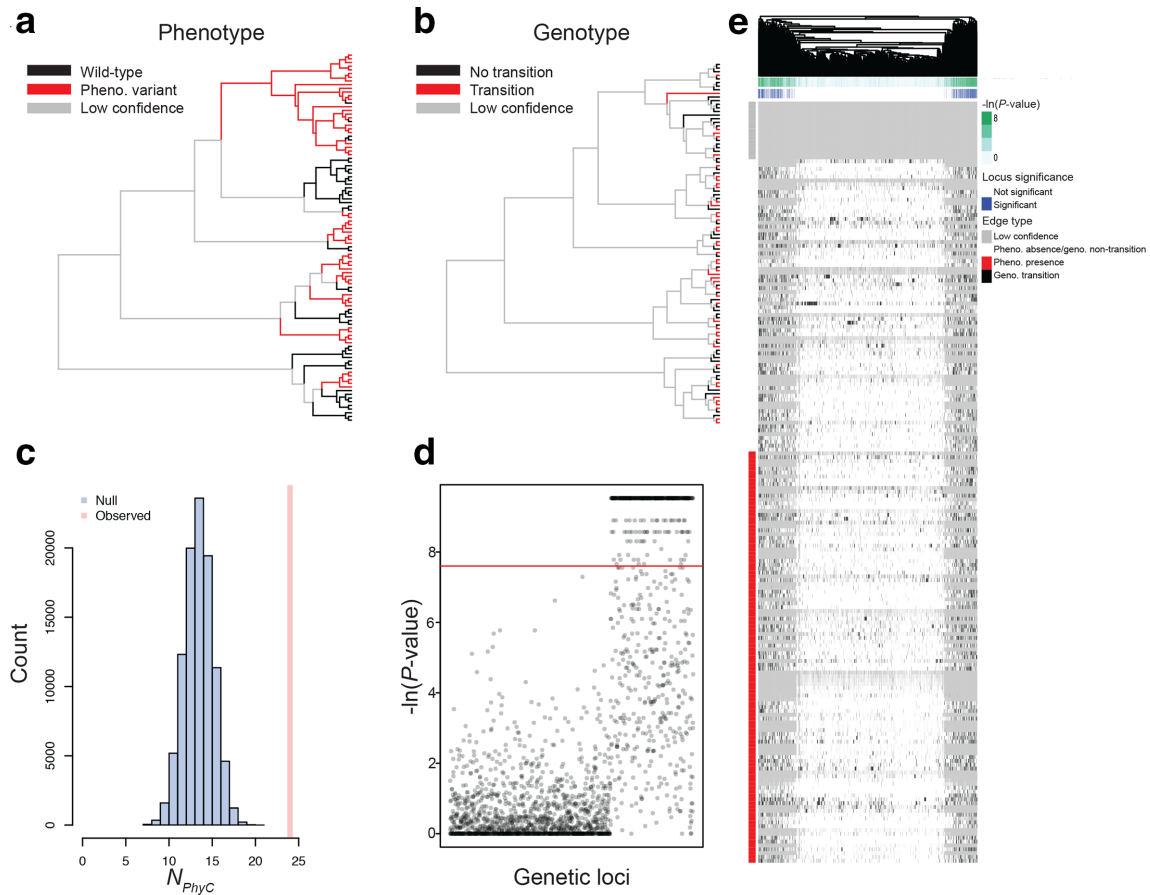 a
Phenotype
Wild-type
Pheno. variant
Low confidence
b
Genotype
No transition
Transition
Low confidence
c
Null
Observed
Count
0
5000
10000
15000
20000
0
5
10
15
20
25
N PhyC
d
-ln(P-value)
0
2
4
6
8
Genetic loci
e
-ln(P-value)
8
0
Locus significance
Not significant
Significant
Edge type
Low confidence
Pheno. absence/geno. non-transition
Pheno. presence
Geno. transition